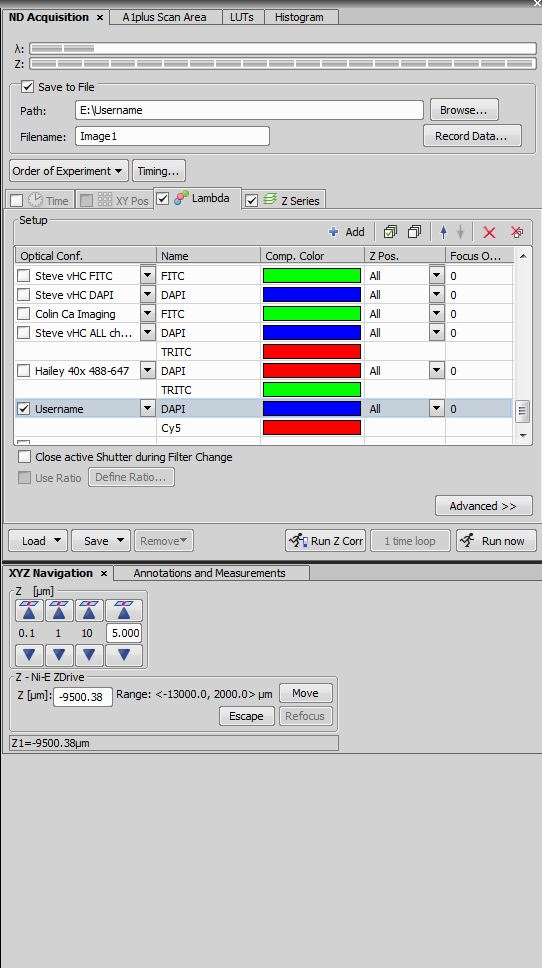 ND Acquisition × A1plus Scan Area LUTs Histogram
λ:
Z:
Save to File
Path: E:\Username Browse...
Filename: Image1 Record Data...
Order of Experiment Timing...
Time XY Pos Lambda Z Series
Setup
Add
Optical Conf. Name Comp. Color Z Pos. Focus O...
Steve vHC FITC FITC All 0
Steve vHC DAPI DAPI All 0
Colin Ca Imaging FITC All 0
Steve vHC ALL ch... DAPI All 0
TRITC
Hailey 40x 488-647 DAPI All 0
TRITC
Username DAPI All 0
Cy5
Close active Shutter during Filter Change
Use Ratio Define Ratio...
Advanced >>
Load Save Remove Run Z Corr 1 time loop Run now
XYZ Navigation × Annotations and Measurements
Z [µm]
0.1 1 10 5.000
Z - Ni-E ZDrive
Z [µm]: -9500.38 Range: <-13000.0, 2000.0> µm Move
Escape Refocus
Z1=-9500.38µm